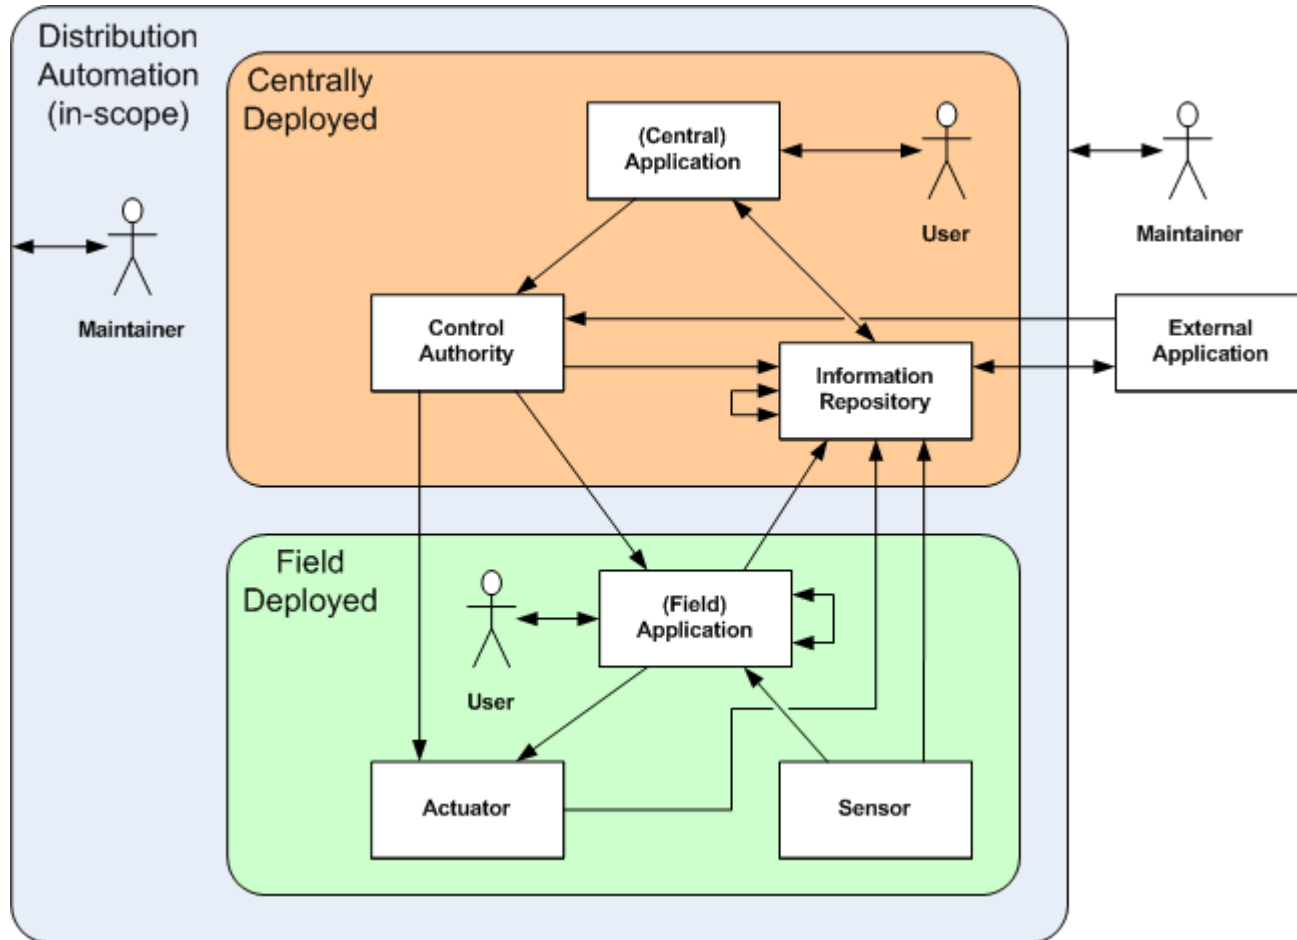 Distribution
Automation
(in-scope)
Centrally
Deployed
(Central)
Application
User
Maintainer
Maintainer
Control
Authority
Information
Repository
External
Application
Field
Deployed
(Field)
Application
User
Actuator
Sensor